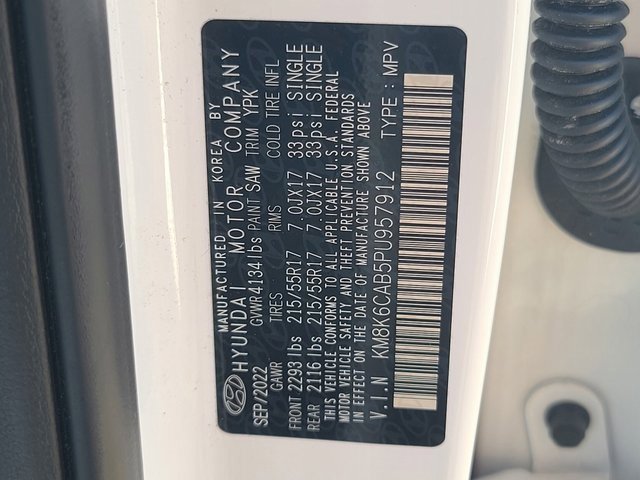 MANUFACTURED IN KOREA BY
HYUNDAI MOTOR COMPANY
SEP/2022 GVWR4134 lbs PAINT SAW TRIM YPK
GAWR TIRES RIMS COLD TIRE INFL
FRONT 2293 lbs 215/55R17 7.0JX17 33psi SINGLE
REAR 2116 lbs 215/55R17 7.0JX17 33psi SINGLE
THIS VEHICLE CONFORMS TO ALL APPLICABLE U.S.A. FEDERAL
MOTOR VEHICLE SAFETY AND THEFT PREVENTION STANDARDS
IN EFFECT ON THE DATE OF MANUFACTURE SHOWN ABOVE
V.I.N KM8K6CAB5PU957912 TYPE : MPV